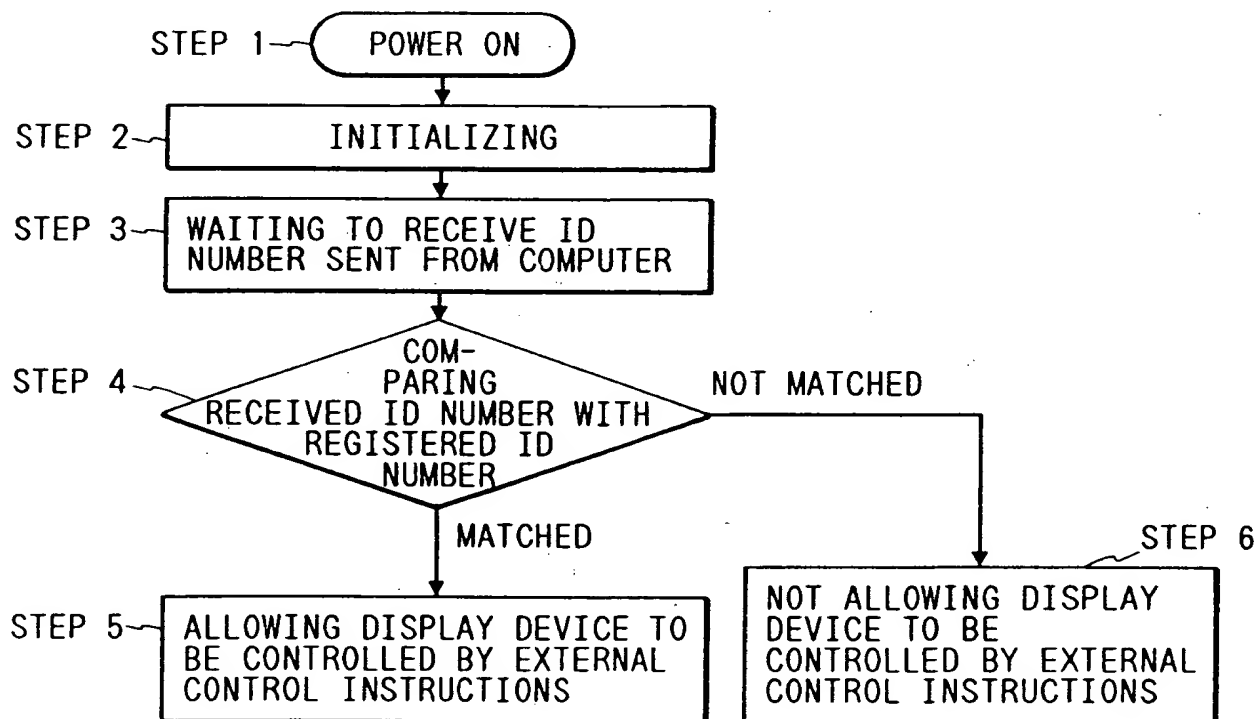 STEP 1
POWER ON
STEP 2
INITIALIZING
STEP 3
WAITING TO RECEIVE ID
NUMBER SENT FROM COMPUTER
STEP 4
COM-
PARING
RECEIVED ID NUMBER WITH
REGISTERED ID
NUMBER
NOT MATCHED
MATCHED
STEP 5
ALLOWING DISPLAY DEVICE TO
BE CONTROLLED BY EXTERNAL
CONTROL INSTRUCTIONS
STEP 6
NOT ALLOWING DISPLAY
DEVICE TO BE
CONTROLLED BY EXTERNAL
CONTROL INSTRUCTIONS